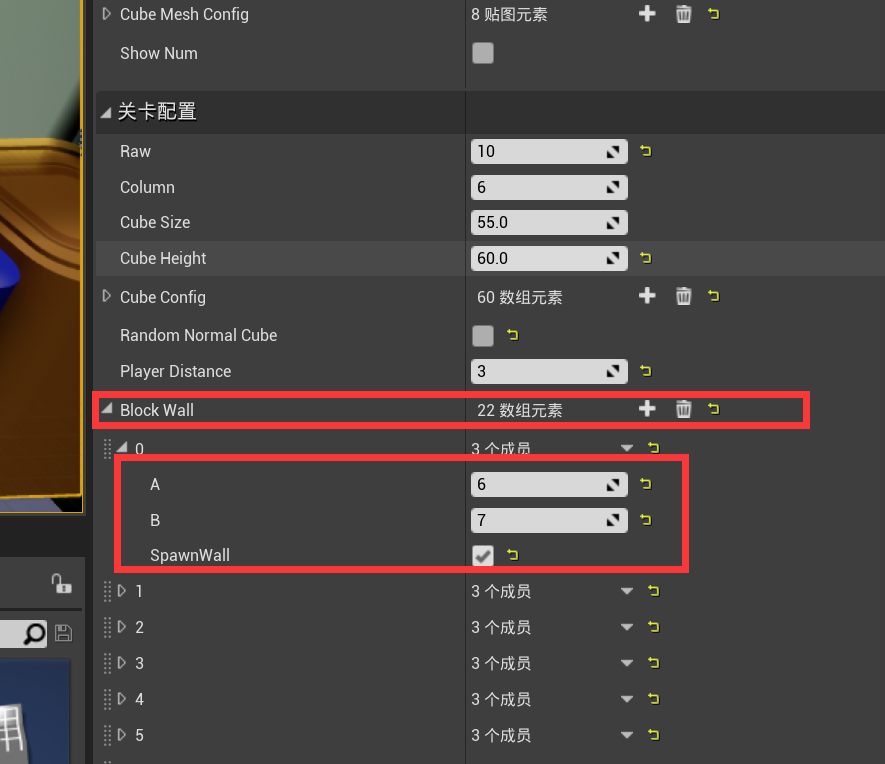 Cube Mesh Config 8 贴图元素
Show Num
关卡配置
Raw 10
Column 6
Cube Size 55.0
Cube Height 60.0
Cube Config 60 数组元素
Random Normal Cube
Player Distance 3
Block Wall 22 数组元素
0 3 个成员
A 6
B 7
SpawnWall
1 3 个成员
2 3 个成员
3 3 个成员
4 3 个成员
5 3 个成员